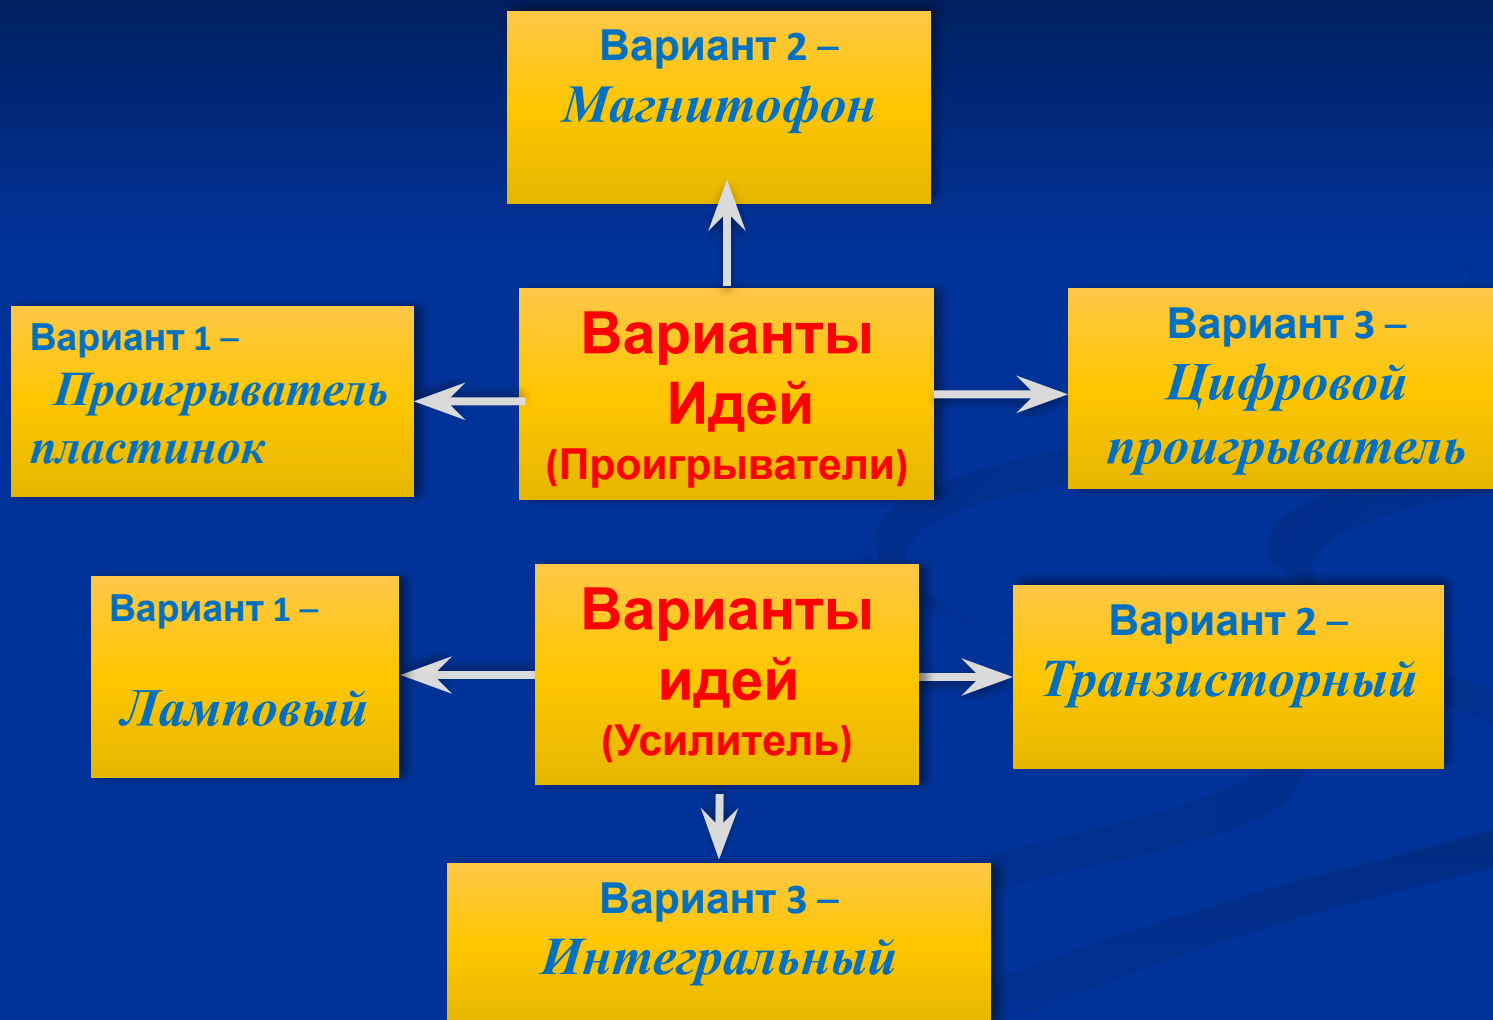 Вариант 2 –
Магнитофон
Вариант 1 –
Проигрыватель
пластинок
Варианты
Идей
(Проигрыватели)
Вариант 3 –
Цифровой
проигрыватель
Вариант 1 –
Ламповый
Варианты
идей
(Усилитель)
Вариант 2 –
Транзисторный
Вариант 3 –
Интегральный